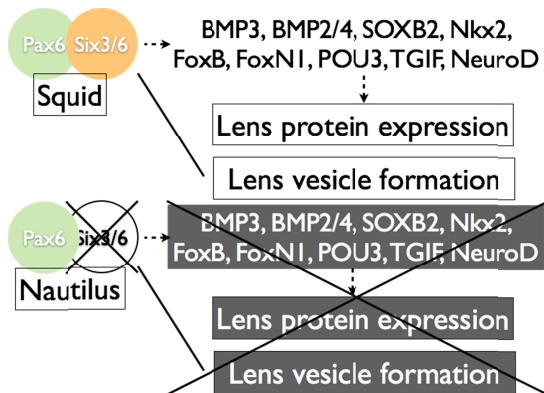 Pax6 Six3/6
BMP3, BMP2/4, SOXB2, Nkx2,
FoxB, FoxN1, POU3, TGIF, NeuroD
Squid
Lens protein expression
Lens vesicle formation
Pax6 Six3/6
BMP3, BMP2/4, SOXB2, Nkx2,
FoxB, FoxN1, POU3, TGIF, NeuroD
Nautilus
Lens protein expression
Lens vesicle formation